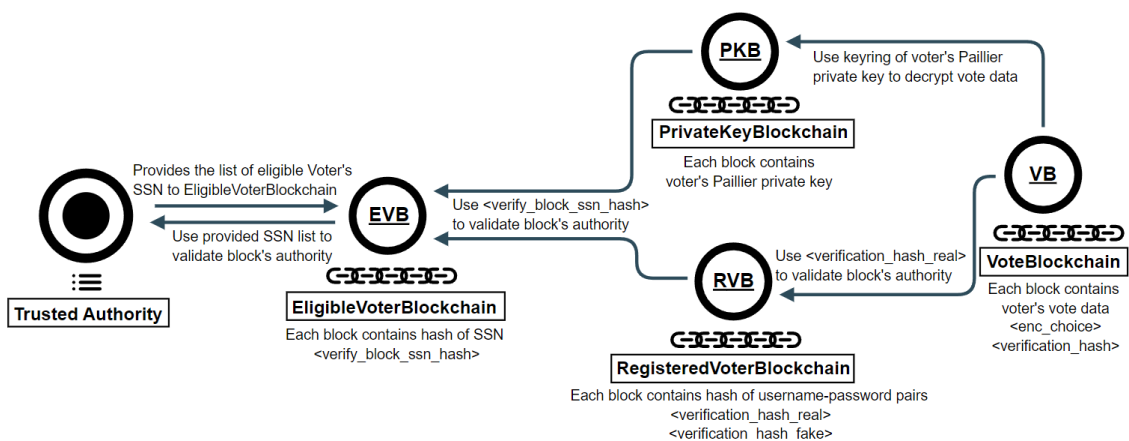 PKB
Use keyring of voter's Paillier
private key to decrypt vote data
PrivateKeyBlockchain
Each block contains
voter's Paillier private key
Provides the list of eligible Voter's
SSN to EligibleVoterBlockchain
Use provided SSN list to
validate block's authority
Trusted Authority
EVB
EligibleVoterBlockchain
Each block contains hash of SSN
<verify_block_ssn_hash>
Use <verify_block_ssn_hash>
to validate block's authority
RVB
RegisteredVoterBlockchain
Each block contains hash of username-password pairs
<verification_hash_real>
<verification_hash_fake>
Use <verification_hash_real>
to validate block's authority
VB
VoteBlockchain
Each block contains
voter's vote data
<enc_choice>
<verification_hash>